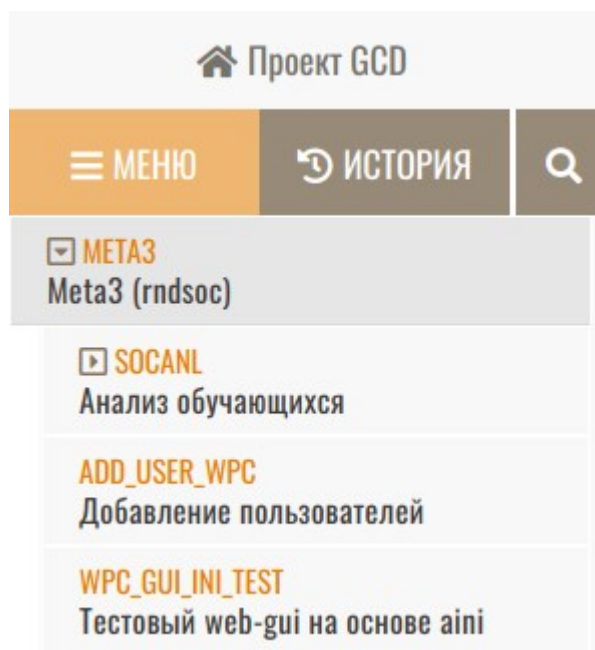 Проект GCD
МЕНЮ ИСТОРИЯ
META3
Meta3 (rndsoc)
SOCANL
Анализ обучающихся
ADD_USER_WPC
Добавление пользователей
WPC_GUI_INI_TEST
Тестовый web-gui на основе aini